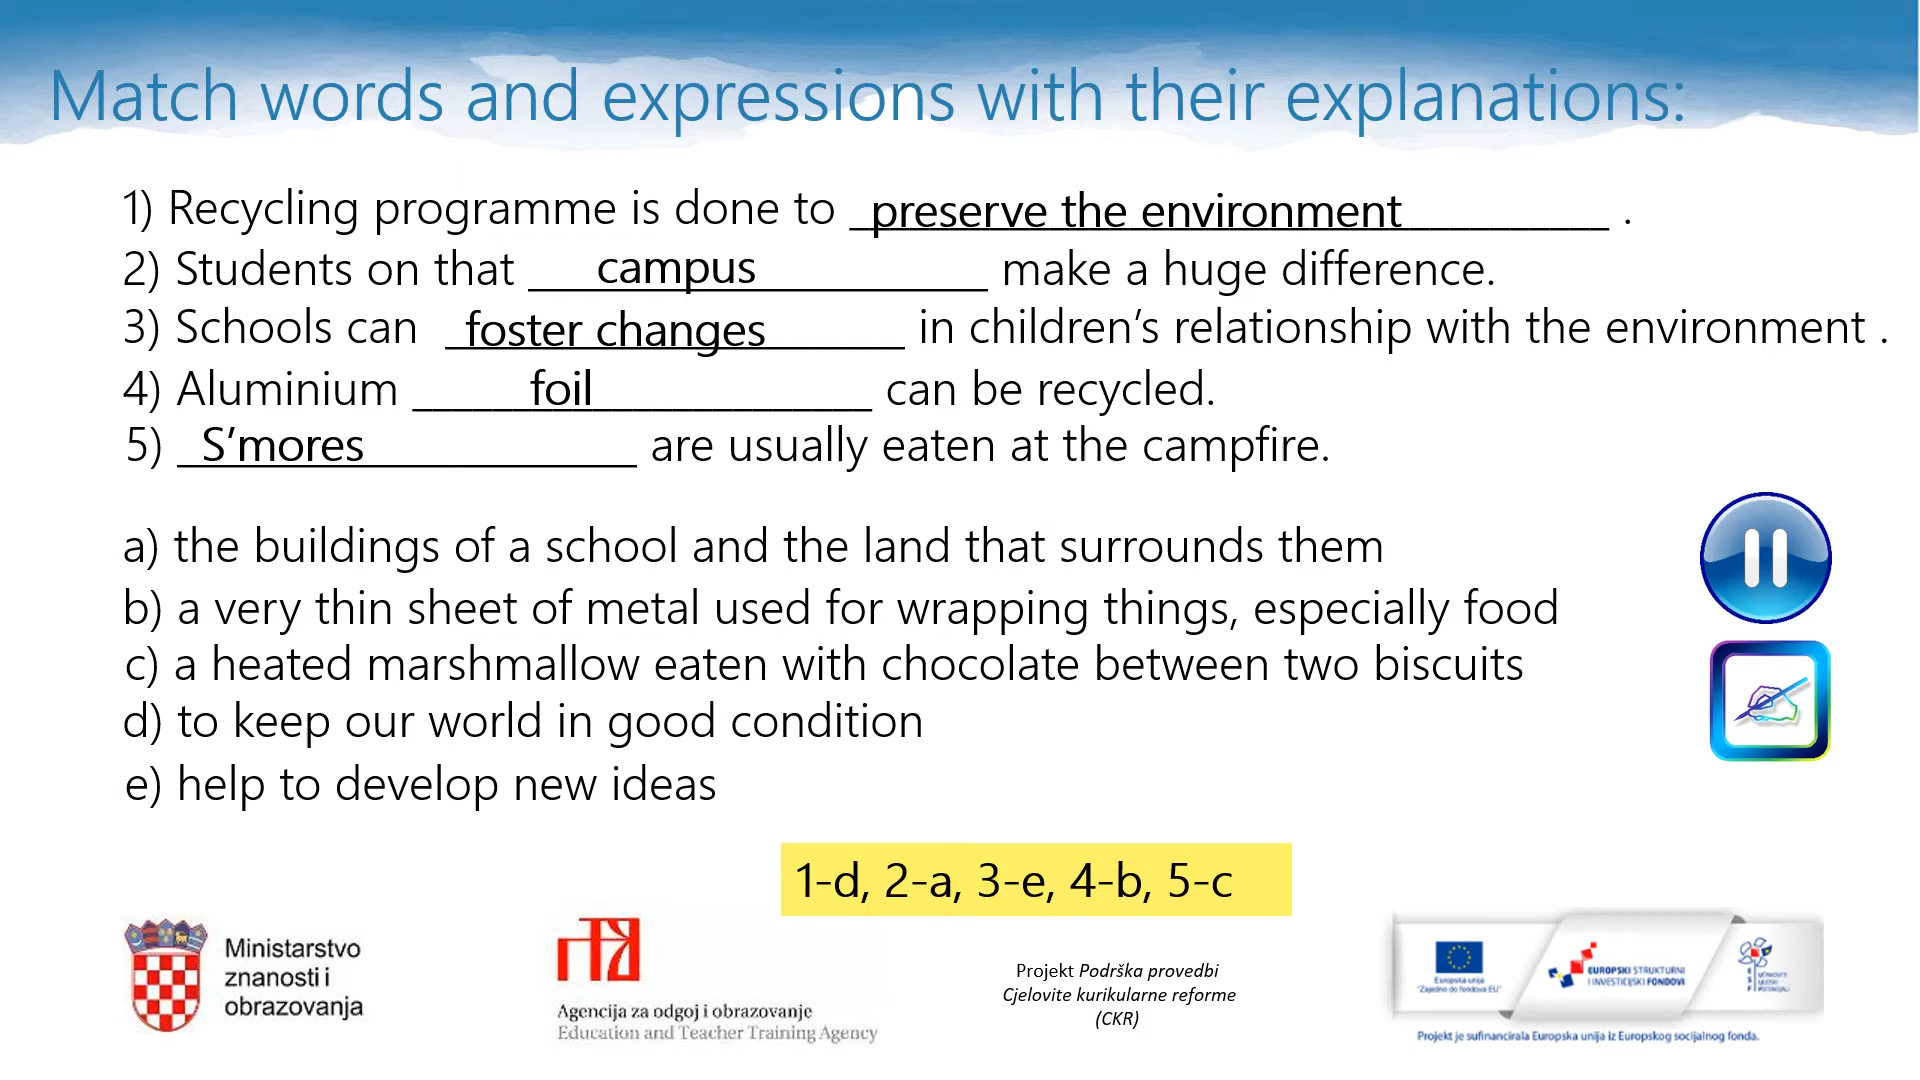 Match words and expressions with their explanations:
1) Recycling programme is done to preserve the environment .
2) Students on that campus make a huge difference.
3) Schools can foster changes in children’s relationship with the environment .
4) Aluminium foil can be recycled.
5) S’mores are usually eaten at the campfire.
a) the buildings of a school and the land that surrounds them
b) a very thin sheet of metal used for wrapping things, especially food
c) a heated marshmallow eaten with chocolate between two biscuits
d) to keep our world in good condition
e) help to develop new ideas
1-d, 2-a, 3-e, 4-b, 5-c
Ministarstvo
znanosti i
obrazovanja
Agencija za odgoj i obrazovanje
Education and Teacher Training Agency
Projekt Podrška provedbi
Cjelovite kurikularne reforme
(CKR)
Europska unija
"Zajedno do fondova EU"
EUROPSKI STRUKTURNI
I INVESTICIJSKI FONDOVI
Projekt je sufinancirala Europska unija iz Europskog socijalnog fonda.